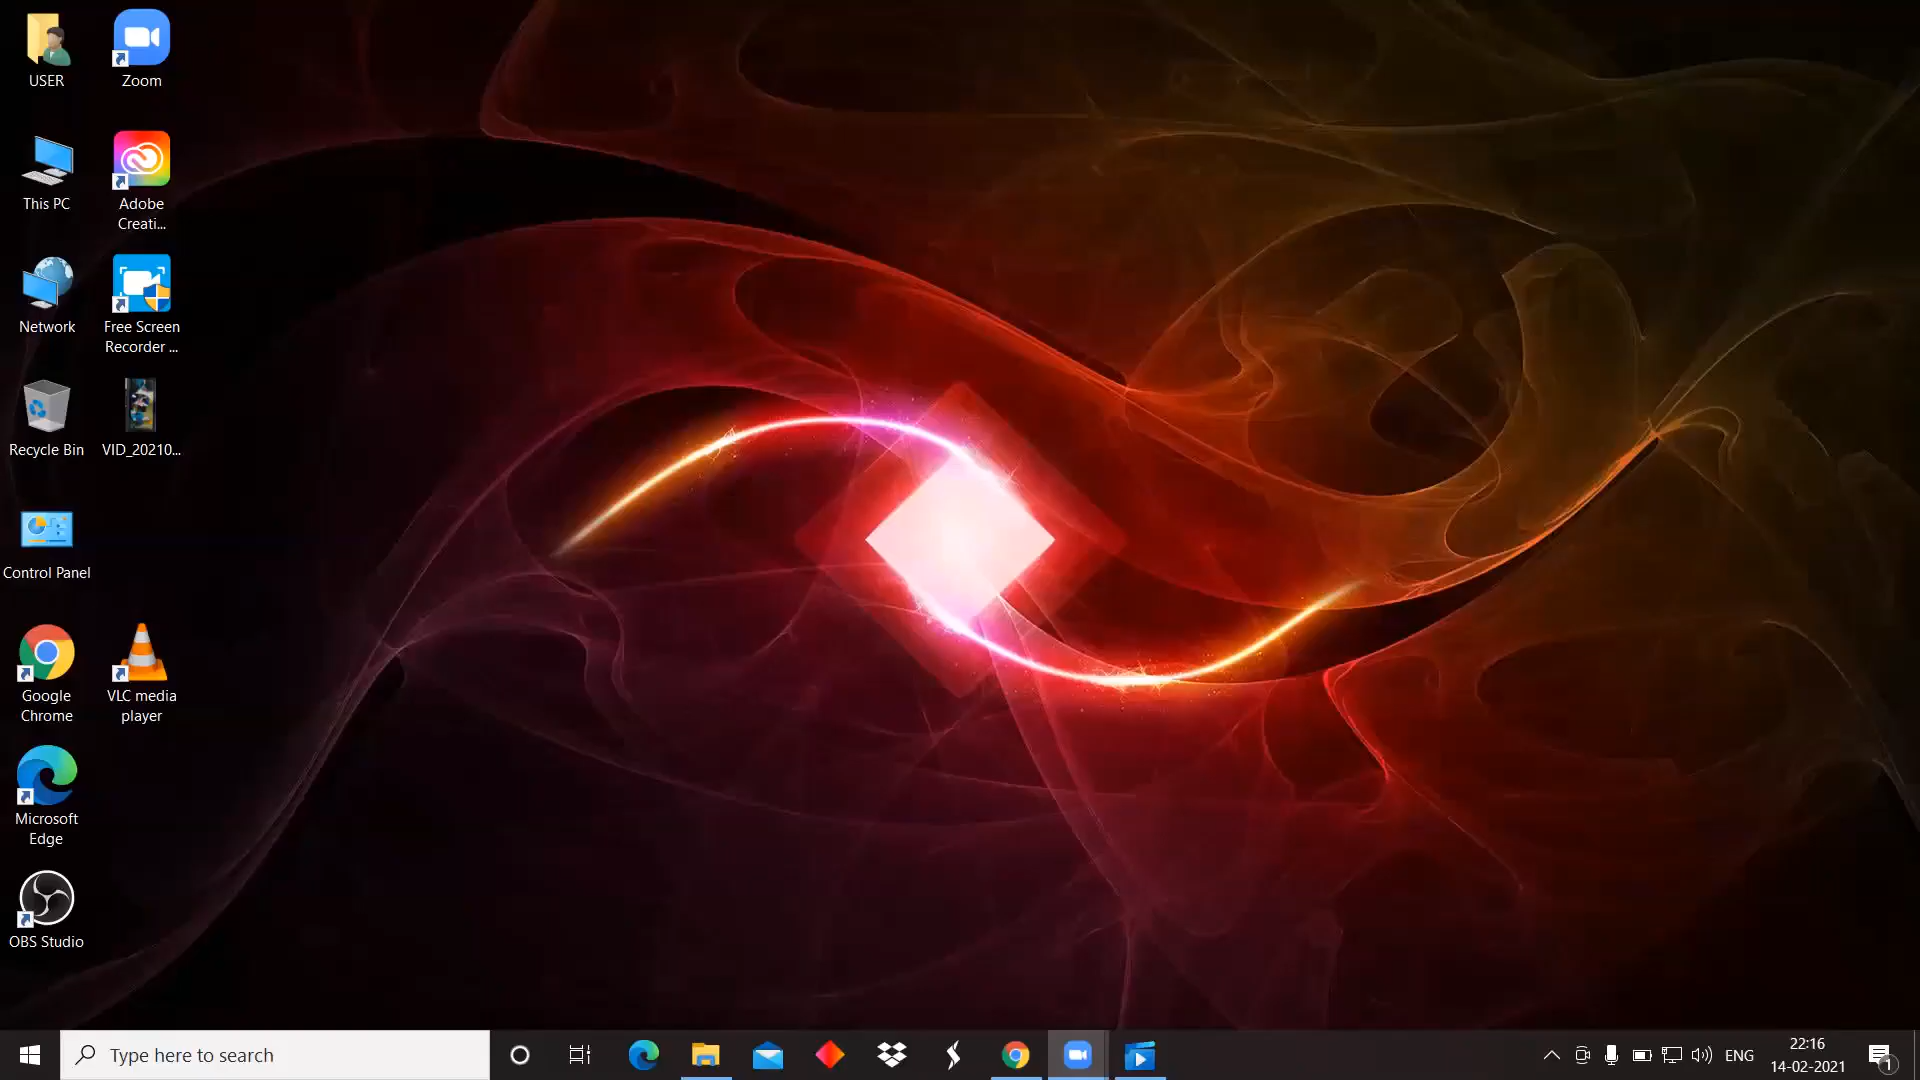 USER
Zoom
This PC
Adobe
Creati...
Network
Free Screen
Recorder ...
Recycle Bin
VID_20210...
Control Panel
Google
Chrome
VLC media
player
Microsoft
Edge
OBS Studio
Type here to search
ENG
22:16
14-02-2021
1